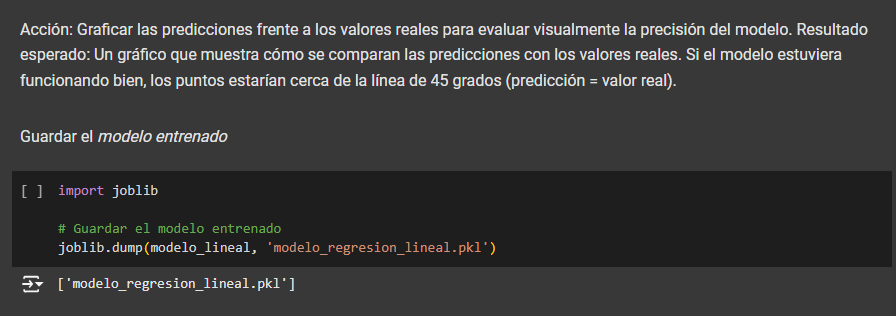 Acción: Graficar las predicciones frente a los valores reales para evaluar visualmente la precisión del modelo. Resultado
esperado: Un gráfico que muestra cómo se comparan las predicciones con los valores reales. Si el modelo estuviera
funcionando bien, los puntos estarían cerca de la línea de 45 grados (predicción = valor real).
Guardar el modelo entrenado
[ ] import joblib
# Guardar el modelo entrenado
joblib.dump(modelo_lineal, 'modelo_regresion_lineal.pkl')
['modelo_regresion_lineal.pkl']